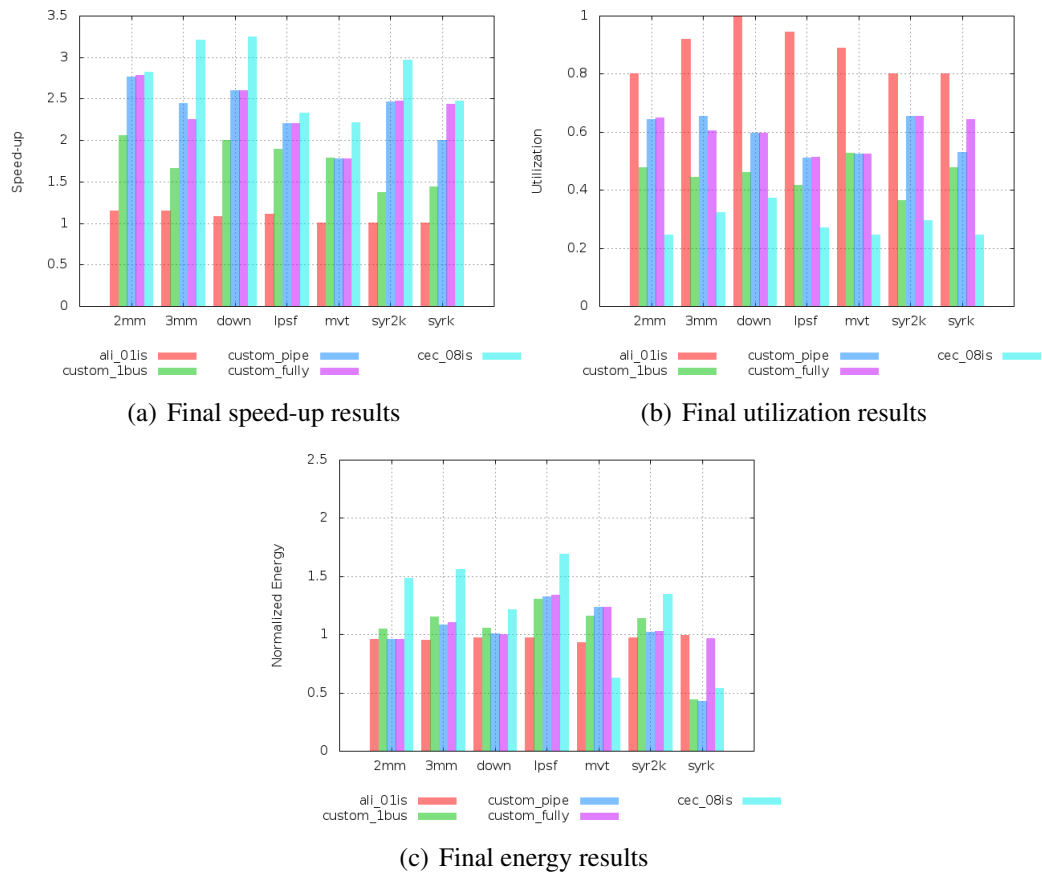 3.5
3
2.5
2
1.5
1
0.5
0
Speed-up
2mm 3mm down lpsf mvt syr2k syrk
ali_01is custom_pipe cec_08is
custom_1bus custom_fully
(a) Final speed-up results
1
0.8
0.6
0.4
0.2
0
Utilization
2mm 3mm down lpsf mvt syr2k syrk
ali_01is custom_pipe cec_08is
custom_1bus custom_fully
(b) Final utilization results
2.5
2
1.5
1
0.5
0
Normalized Energy
2mm 3mm down lpsf mvt syr2k syrk
ali_01is custom_pipe cec_08is
custom_1bus custom_fully
(c) Final energy results